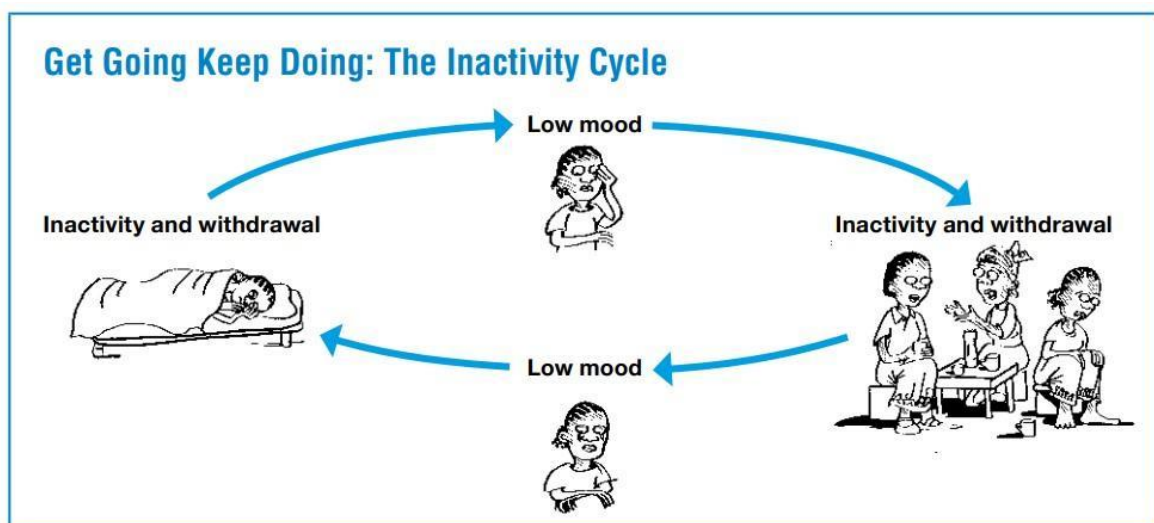 Get Going Keep Doing: The Inactivity Cycle
Low mood
Inactivity and withdrawal
Inactivity and withdrawal
Low mood